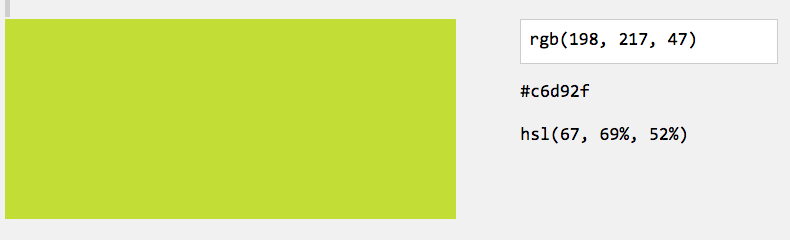 rgb(198, 217, 47)
#c6d92f
hsl(67, 69%, 52%)